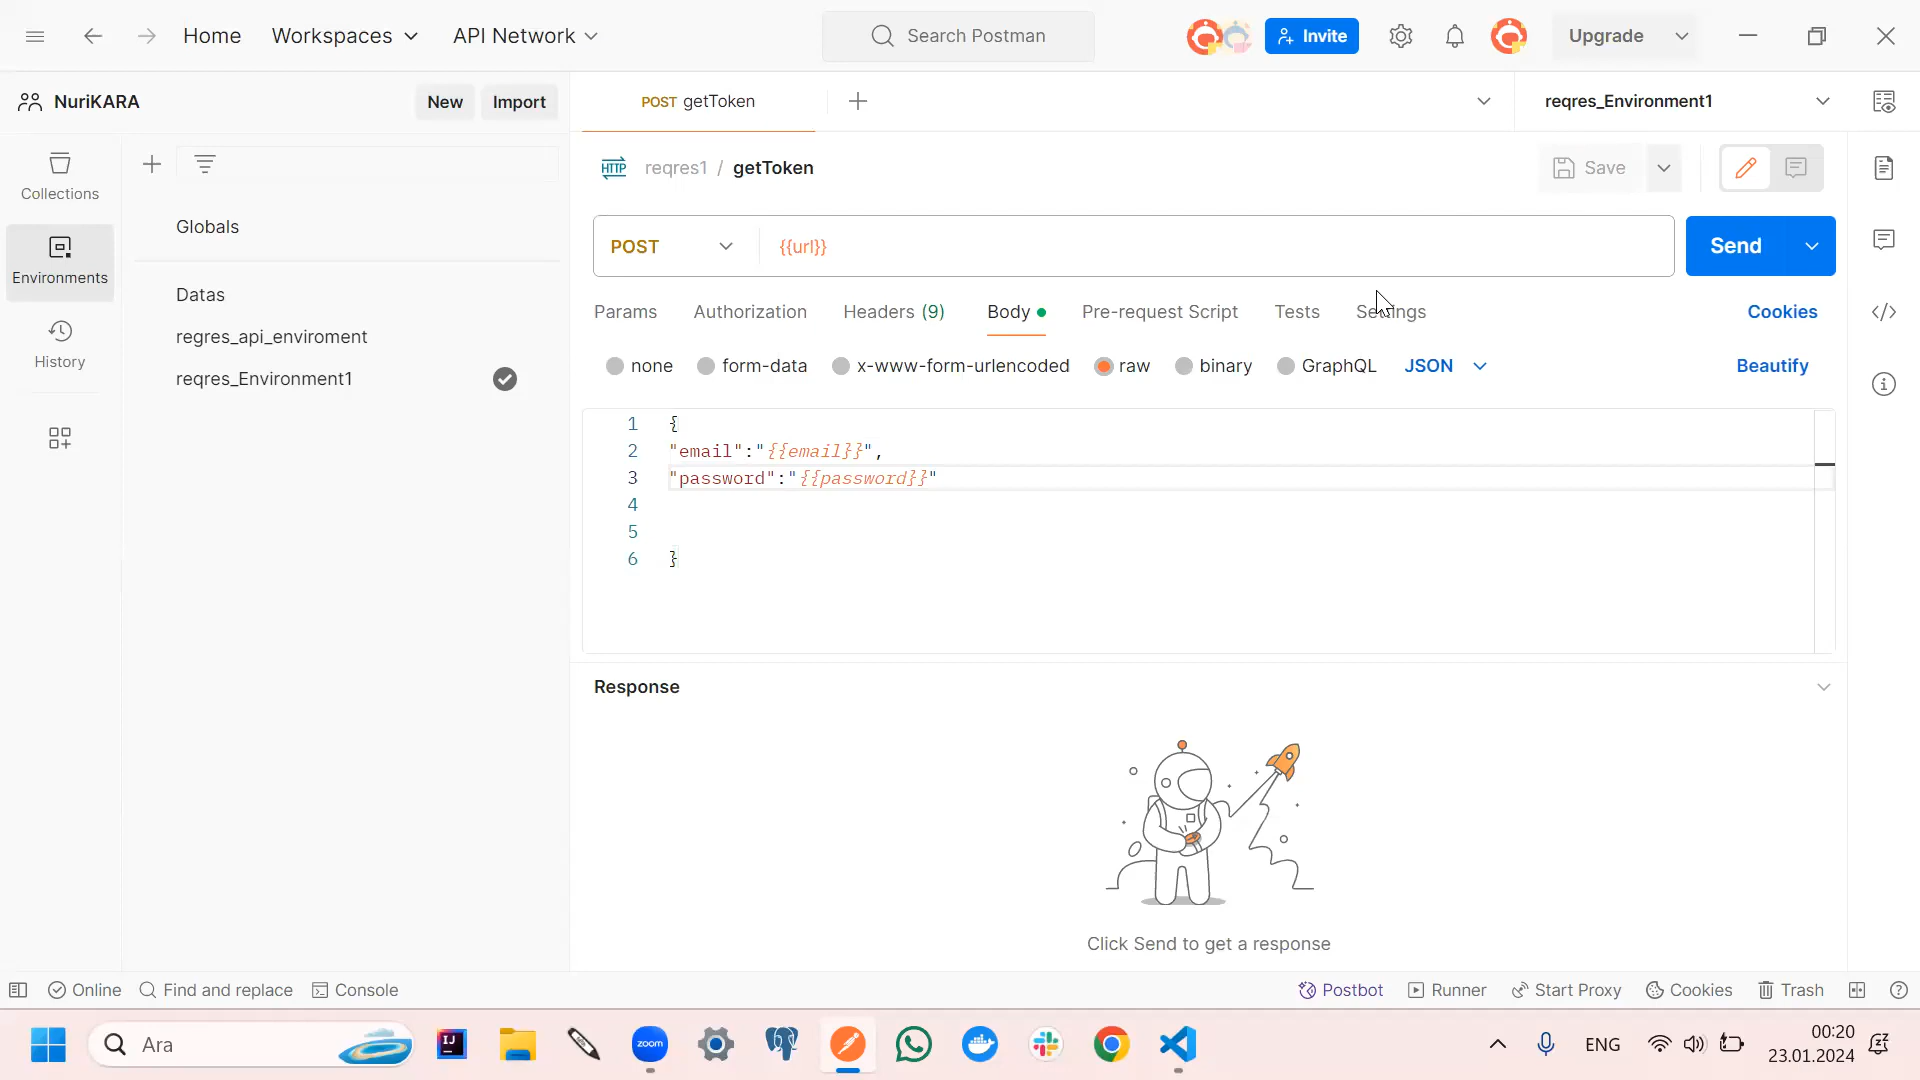 Home Workspaces API Network Search Postman Invite Upgrade
NuriKARA New Import POST getToken reqres_Environment1
HTTP reqres1 / getToken Save
Collections
Environments
History
Globals
Datas
regres_api_enviroment
reqres_Environment1
POST {{url}} Send
Params Authorization Headers (9) Body Pre-request Script Tests Settings Cookies
none form-data x-www-form-urlencoded raw binary GraphQL JSON Beautify
1 {
2 "email":"{{email}}",
3 "password":"{{password}}"
4
5
6 }
Response
Click Send to get a response
Online Find and replace Console Postbot Runner Start Proxy Cookies Trash
Ara IJ zoom ENG 00:20
23.01.2024